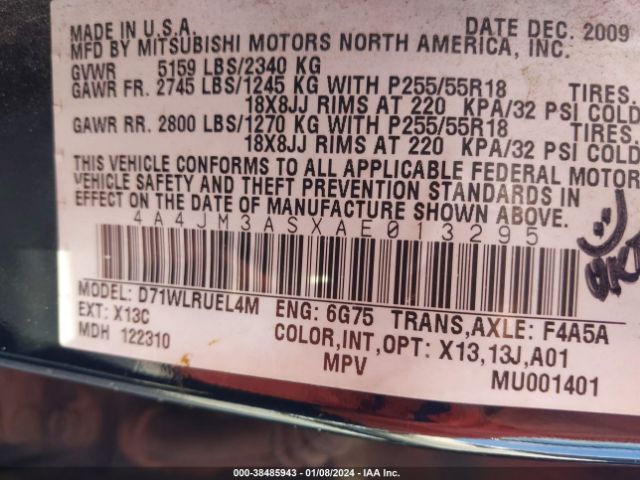 MADE IN U.S.A. DATE DEC. 2009
MFD BY MITSUBISHI MOTORS NORTH AMERICA, INC.
GVWR 5159 LBS/2340 KG
GAWR FR. 2745 LBS/1245 KG WITH P255/55R18 TIRES,
18X8JJ RIMS AT 220 KPA/32 PSI COLD
GAWR RR. 2800 LBS/1270 KG WITH P255/55R18 TIRES,
18X8JJ RIMS AT 220 KPA/32 PSI COLD
THIS VEHICLE CONFORMS TO ALL APPLICABLE FEDERAL MOTOR
VEHICLE SAFETY AND THEFT PREVENTION STANDARDS IN
EFFECT ON THE DATE OF MANUFACTURE SHOWN ABOVE.
4A4JM3ASXAE013295
MODEL: D71WLRUEL4M ENG: 6G75 TRANS,AXLE: F4A5A
EXT: X13C COLOR,INT,OPT: X13,13J,A01
MDH 122310 MPV MU001401
000-38485943 - 01/08/2024 - IAA Inc.